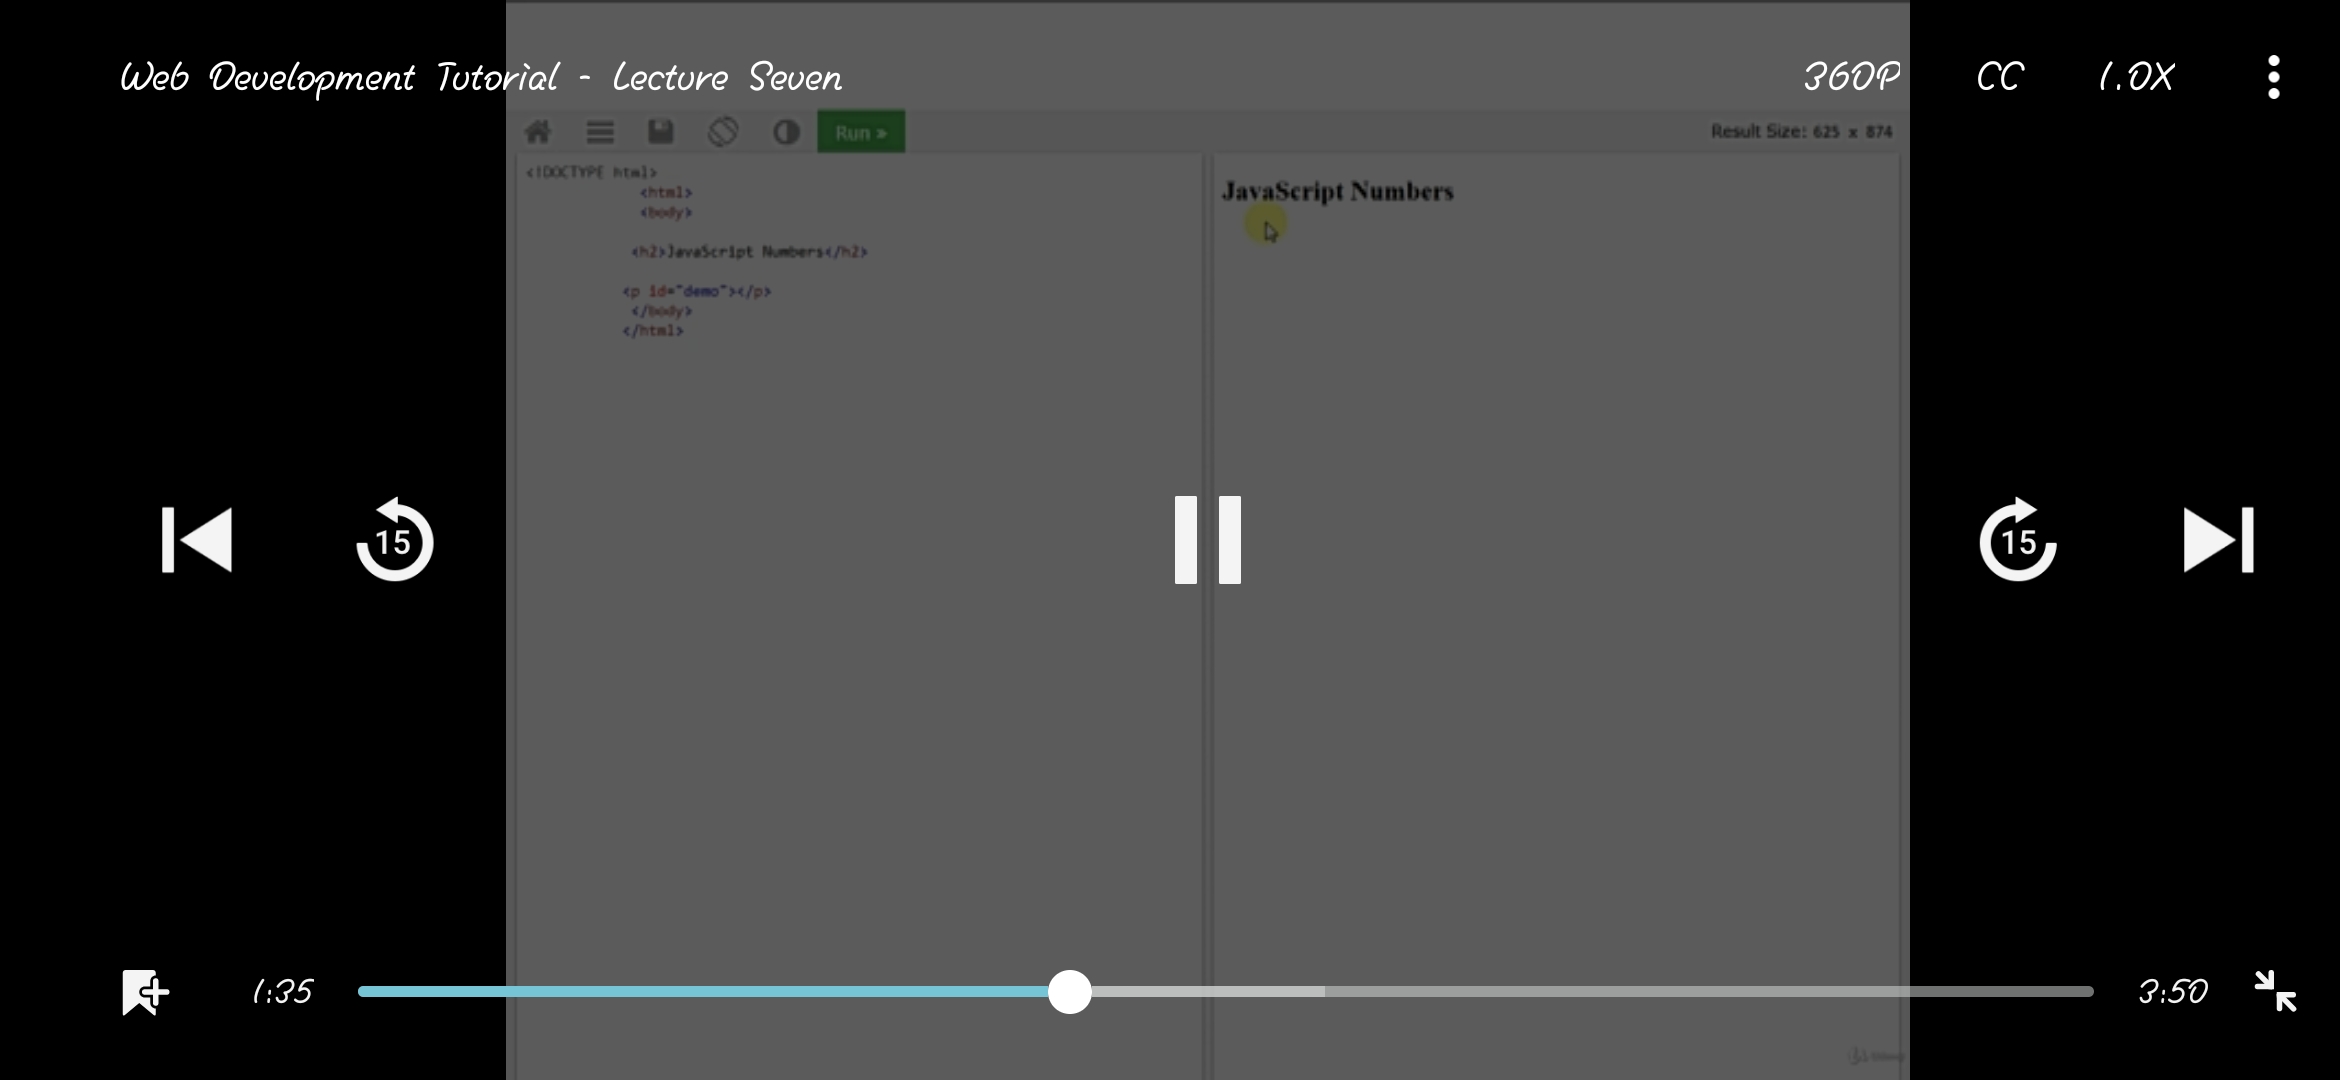 Web Development Tutorial - Lecture Seven
360P CC 1.0X
Run »
Result Size: 625 x 874
<!DOCTYPE html>
<html>
<body>
<h2>JavaScript Numbers</h2>
<p id="demo"></p>
</body>
</html>
JavaScript Numbers
15
15
1:35
3:50